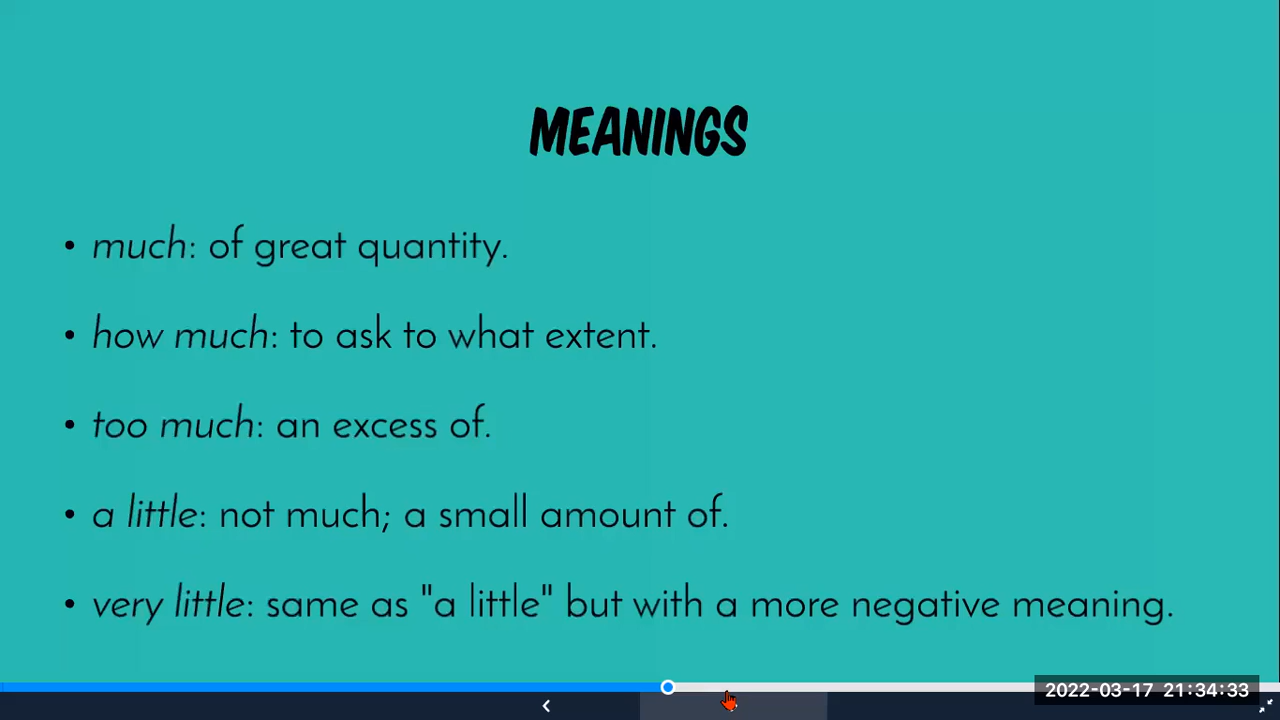 MEANINGS
• much: of great quantity.
• how much: to ask to what extent.
• too much: an excess of.
• a little: not much; a small amount of.
• very little: same as "a little" but with a more negative meaning.
2022-03-17 21:34:33